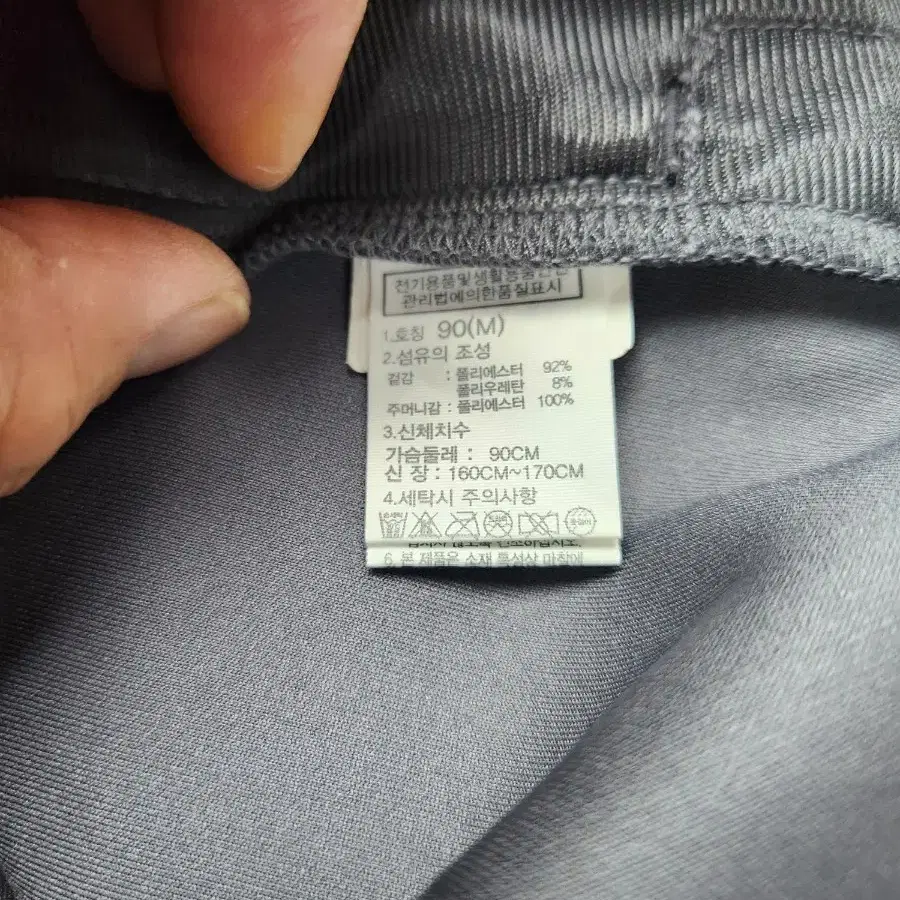 전기용품및생활용품안전
관리법에의한품질표시
1.호칭 90(M)
2.섬유의 조성
겉감 : 폴리에스터 92%
폴리우레탄 8%
주머니감 : 폴리에스터 100%
3.신체치수
가슴둘레 : 90CM
신 장 : 160CM~170CM
4.세탁시 주의사항
6. 본 제품은 소재 특성상 마찰에